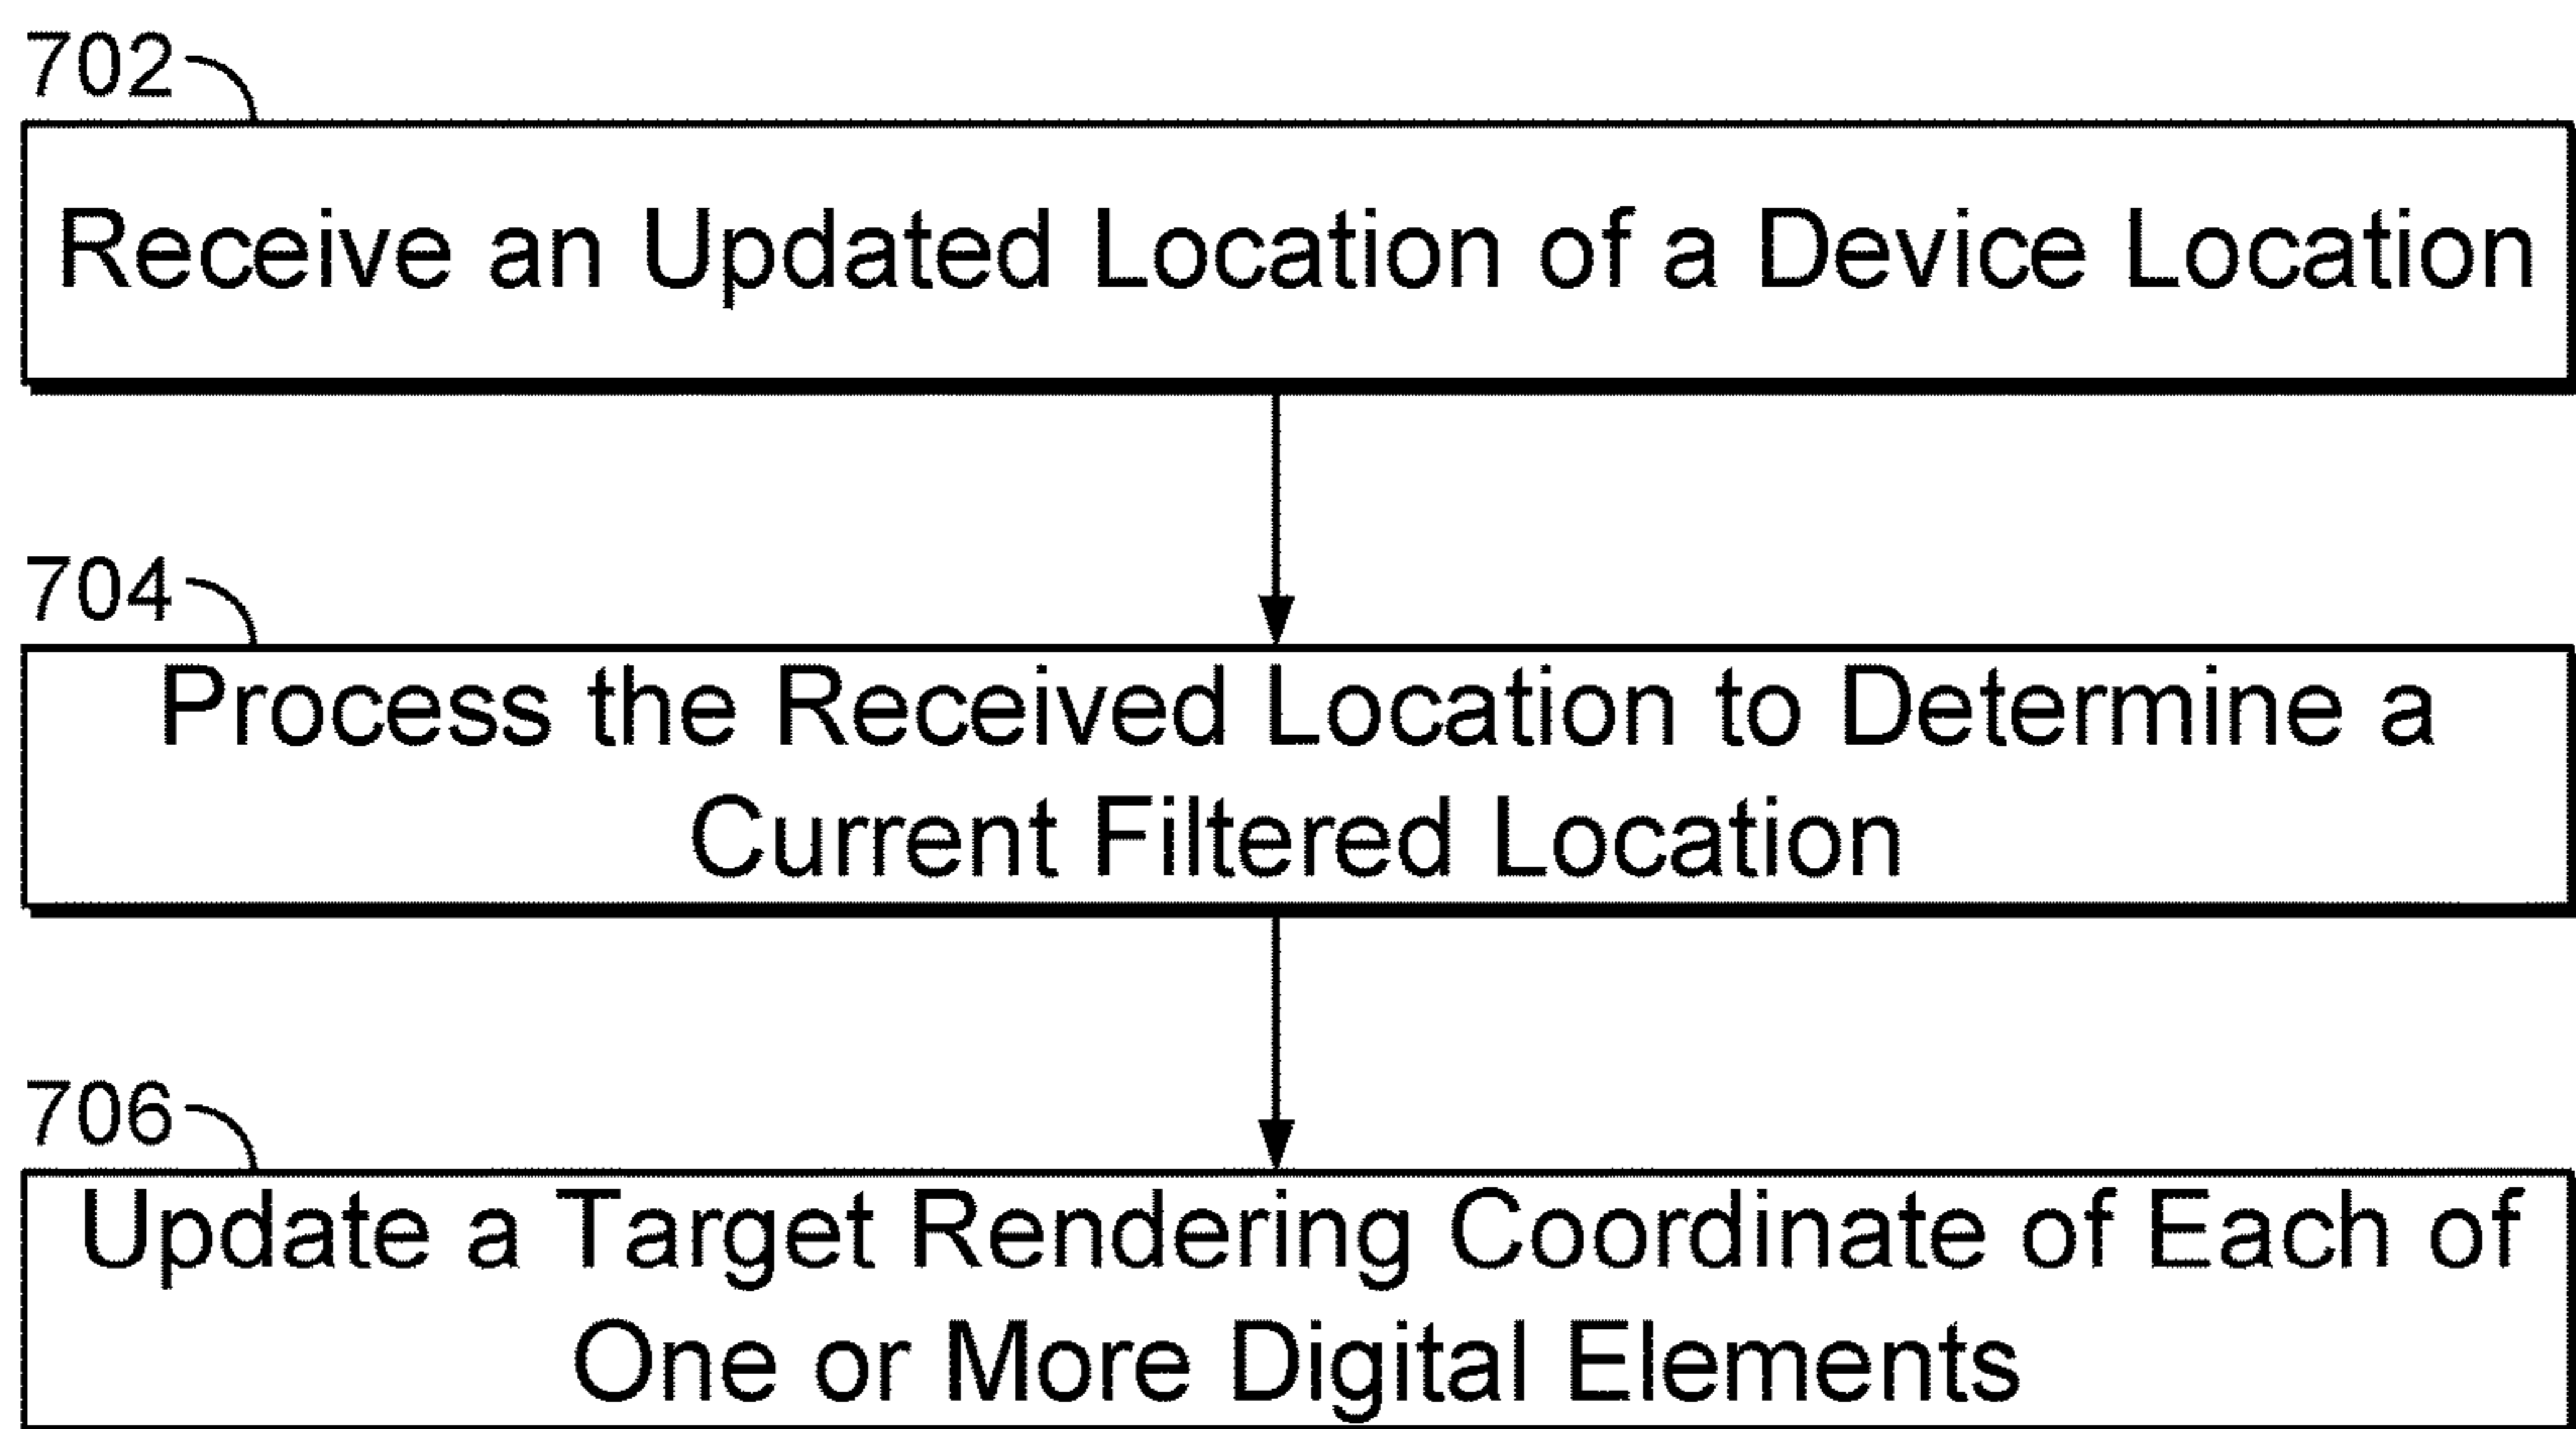 702
Receive an Updated Location of a Device Location
704
Process the Received Location to Determine a
Current Filtered Location
706
Update a Target Rendering Coordinate of Each of
One or More Digital Elements